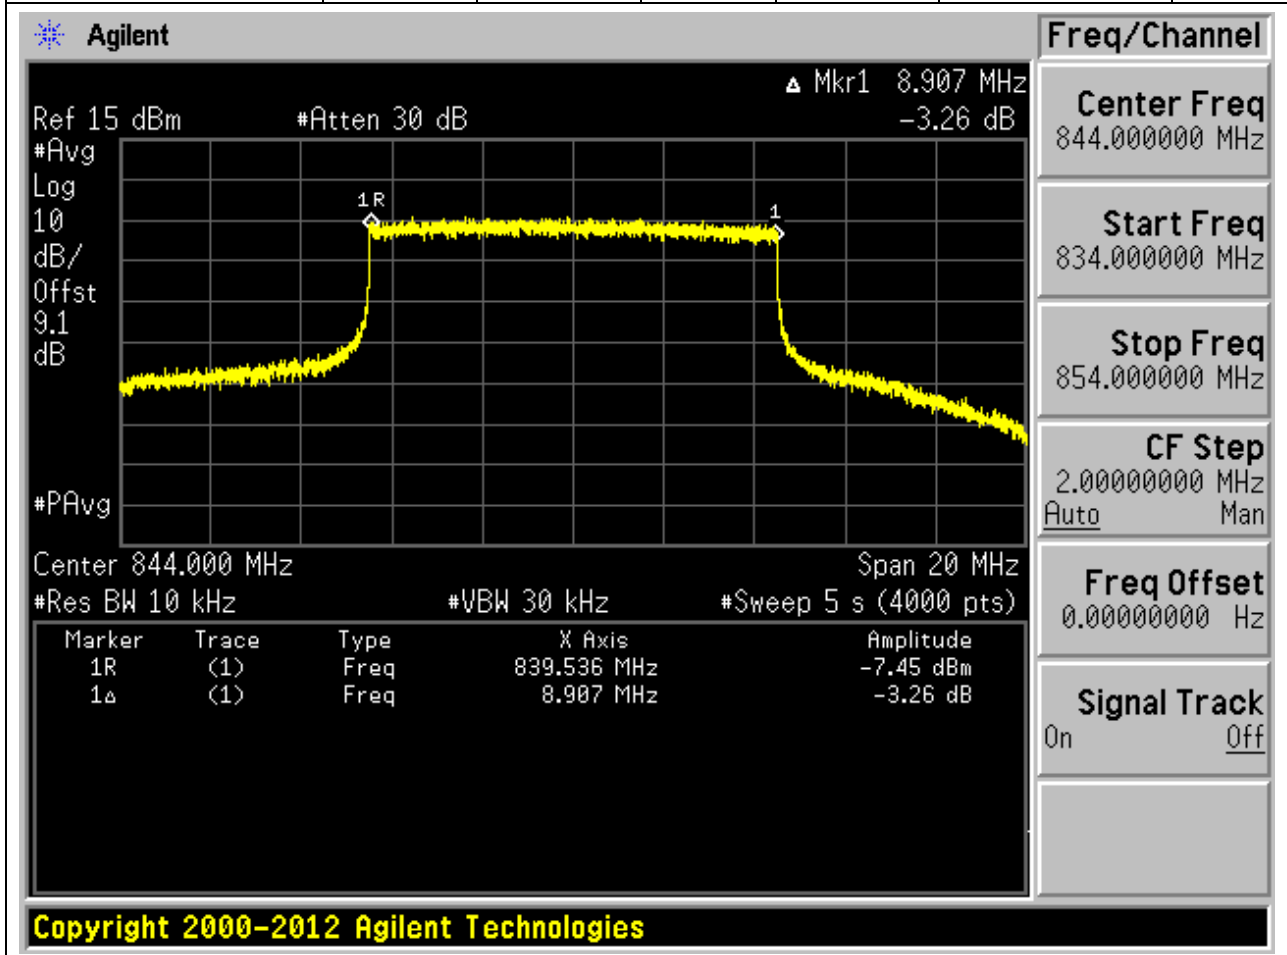 Agilent
Freq/Channel
Δ Mkr1 8.907 MHz
Ref 15 dBm #Atten 30 dB -3.26 dB
#Avg
Log
10
dB/
Offst
9.1
dB
#PAvg
1R
1
Center 844.000 MHz Span 20 MHz
#Res BW 10 kHz #VBW 30 kHz #Sweep 5 s (4000 pts)
Marker Trace Type X Axis Amplitude
1R (1) Freq 839.536 MHz -7.45 dBm
1Δ (1) Freq 8.907 MHz -3.26 dB
Center Freq
844.000000 MHz
Start Freq
834.000000 MHz
Stop Freq
854.000000 MHz
CF Step
2.00000000 MHz
Auto Man
Freq Offset
0.00000000 Hz
Signal Track
On Off
Copyright 2000-2012 Agilent Technologies